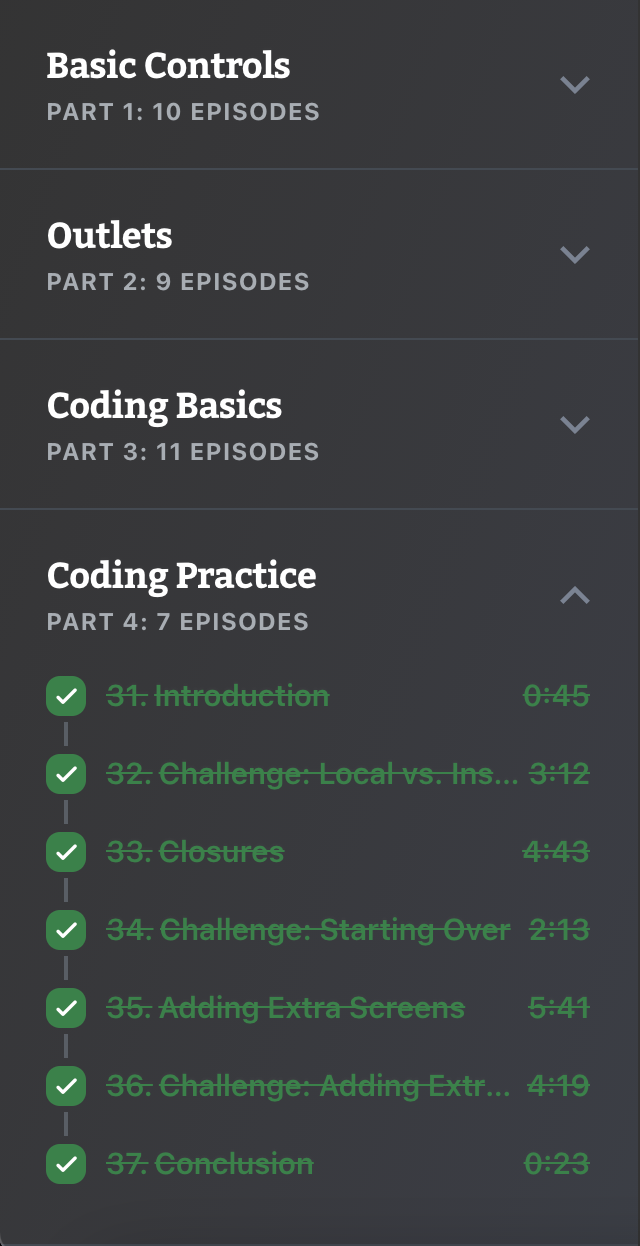 Basic Controls
PART 1: 10 EPISODES
Outlets
PART 2: 9 EPISODES
Coding Basics
PART 3: 11 EPISODES
Coding Practice
PART 4: 7 EPISODES
31. Introduction 0:45
32. Challenge: Local vs. Ins... 3:12
33. Closures 4:43
34. Challenge: Starting Over 2:13
35. Adding Extra Screens 5:41
36. Challenge: Adding Extr... 4:19
37. Conclusion 0:23